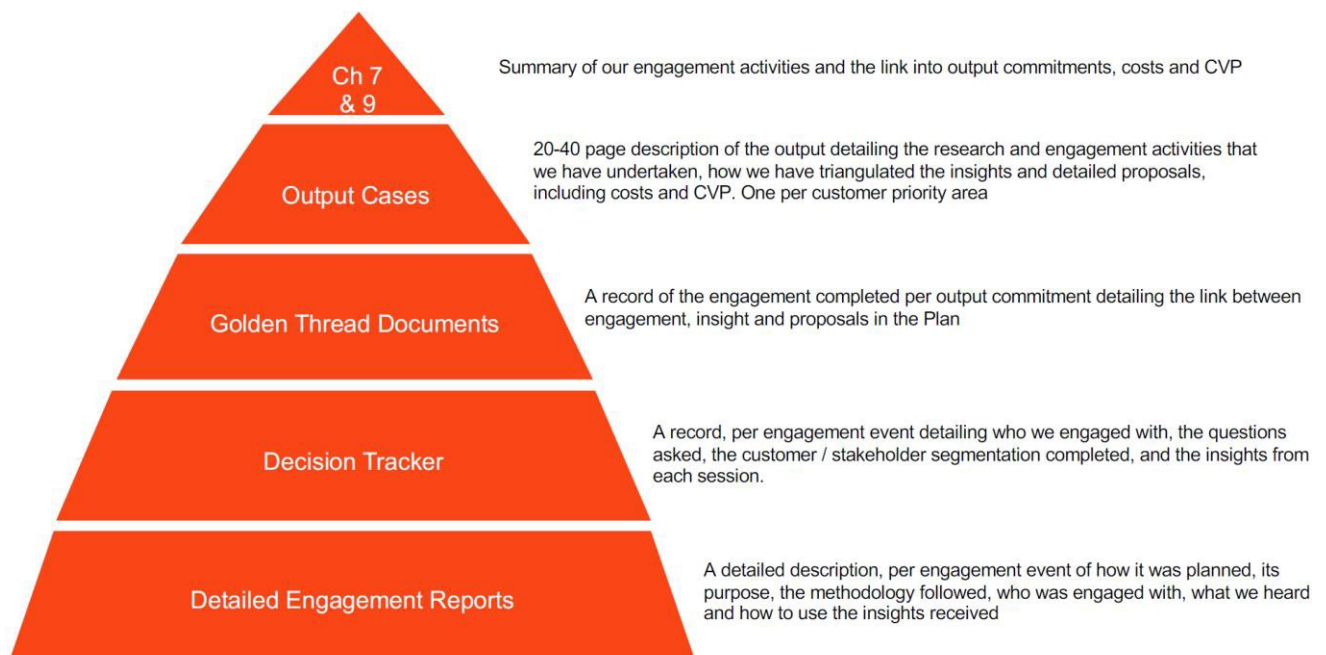 Ch 7
& 9
Summary of our engagement activities and the link into output commitments, costs and CVP
Output Cases
20-40 page description of the output detailing the research and engagement activities that
we have undertaken, how we have triangulated the insights and detailed proposals,
including costs and CVP. One per customer priority area
Golden Thread Documents
A record of the engagement completed per output commitment detailing the link between
engagement, insight and proposals in the Plan
Decision Tracker
A record, per engagement event detailing who we engaged with, the questions
asked, the customer / stakeholder segmentation completed, and the insights from
each session.
Detailed Engagement Reports
A detailed description, per engagement event of how it was planned, its
purpose, the methodology followed, who was engaged with, what we heard
and how to use the insights received